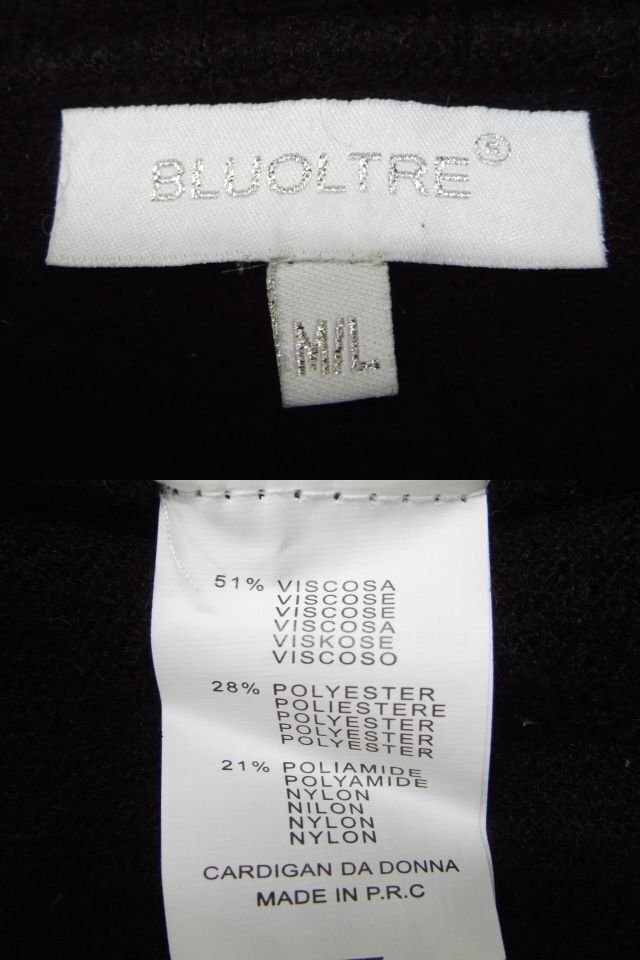 BLUOLTRE®
M/L
51% VISCOSA
VISCOSE
VISCOSE
VISCOSA
VISKOSE
VISCOSO
28% POLYESTER
POLIESTERE
POLYESTER
POLYESTER
POLYESTER
21% POLIAMIDE
POLYAMIDE
NYLON
NILON
NYLON
NYLON
CARDIGAN DA DONNA
MADE IN P.R.C